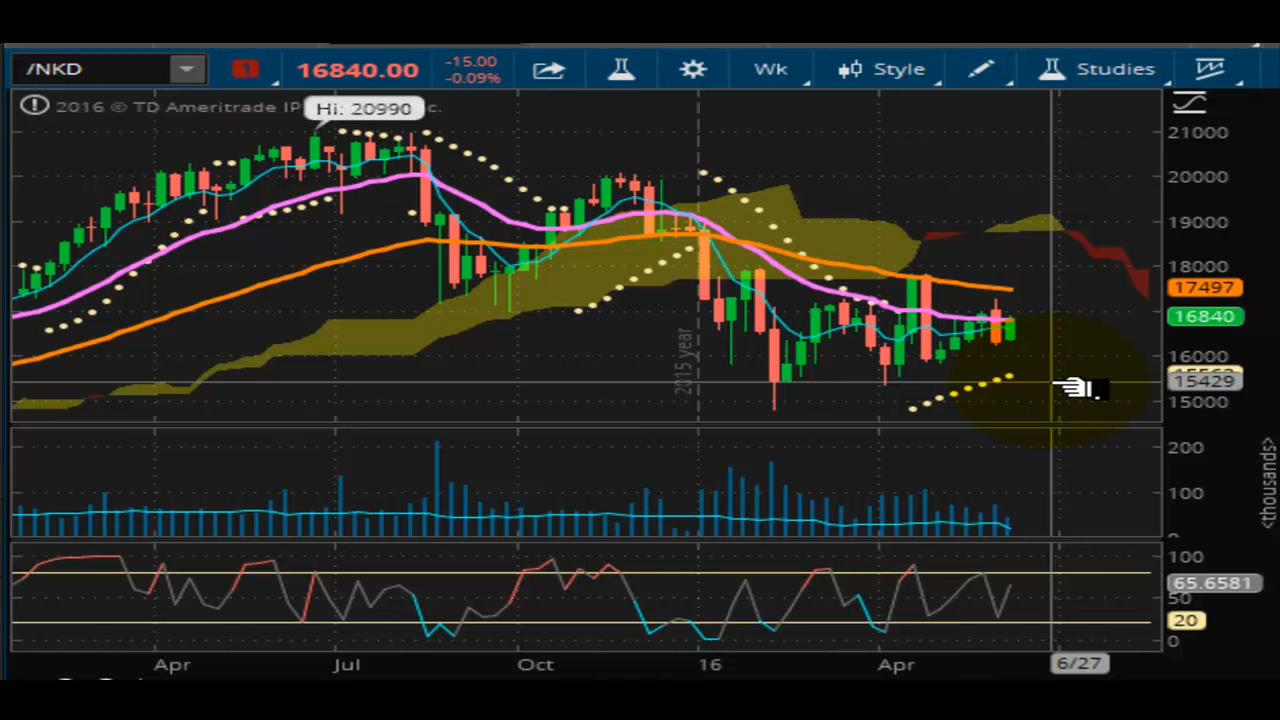 /NKD 1 16840.00 -15.00 Wk Style Studies
-0.09%
2016 © TD Ameritrade IP c.
Hi: 20990
21000
20000
19000
18000
17497
16840
16000
15429
15000
2015 year
200
100
<thousands>
100
65.6581
50
20
0
Apr Jul Oct 16 Apr 6/27